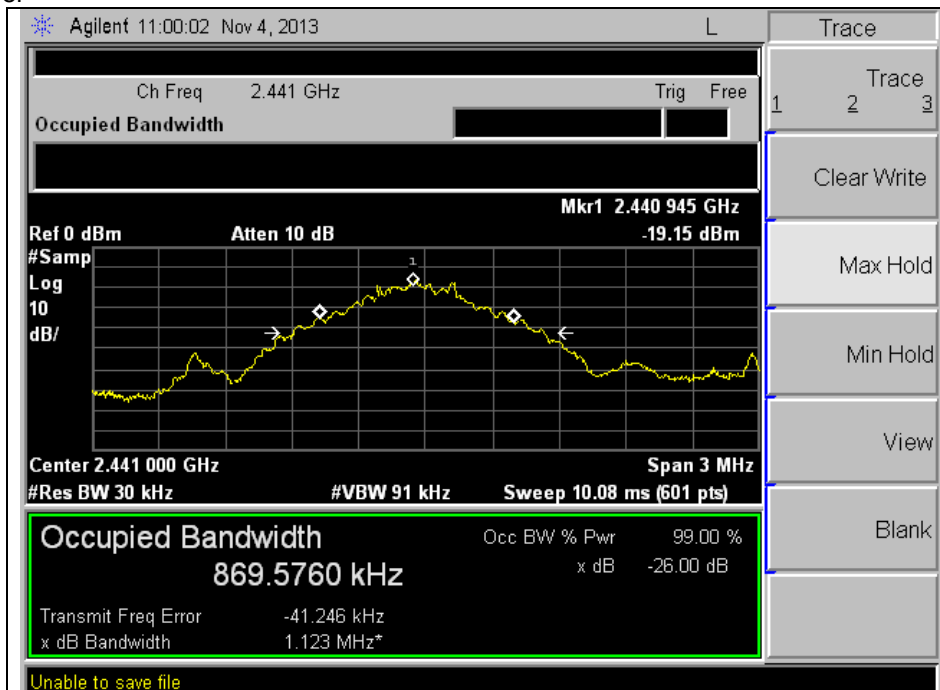 Agilent 11:00:02 Nov 4, 2013 L
Trace
Ch Freq 2.441 GHz Trig Free
Occupied Bandwidth
Trace
1 2 3
Clear Write
Mkr1 2.440 945 GHz
Ref 0 dBm Atten 10 dB -19.15 dBm
#Samp
Log
10
dB/
1
Max Hold
Min Hold
View
Center 2.441 000 GHz Span 3 MHz
#Res BW 30 kHz #VBW 91 kHz Sweep 10.08 ms (601 pts)
Occupied Bandwidth Occ BW % Pwr 99.00 %
869.5760 kHz x dB -26.00 dB
Blank
Transmit Freq Error -41.246 kHz
x dB Bandwidth 1.123 MHz*
Unable to save file